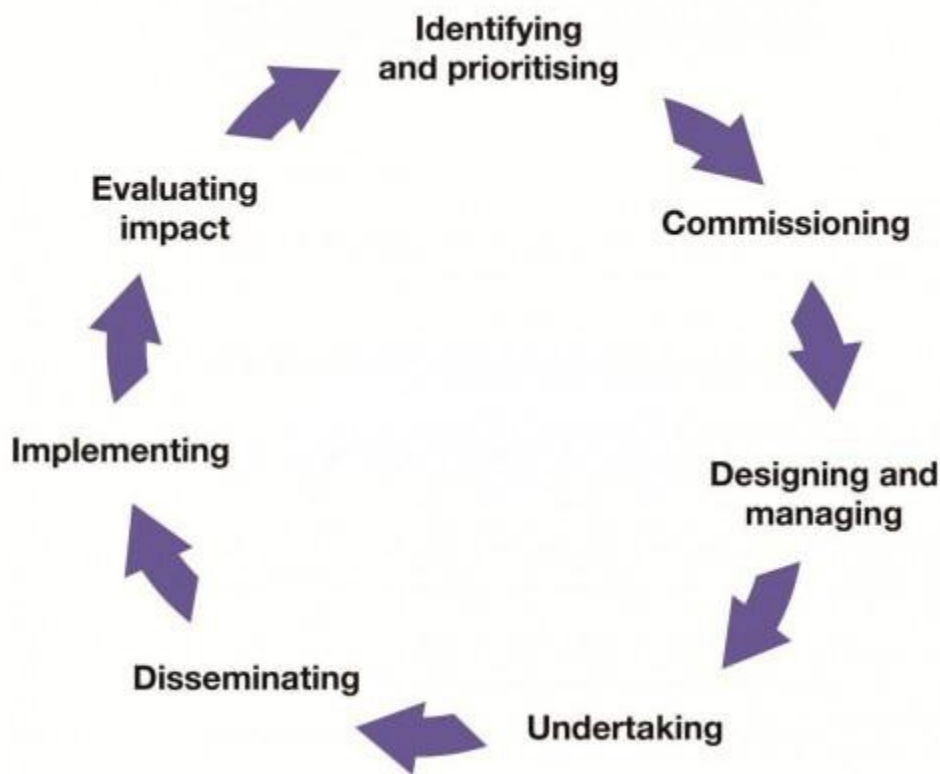 Identifying
and prioritising
Commissioning
Designing and
managing
Undertaking
Disseminating
Implementing
Evaluating
impact